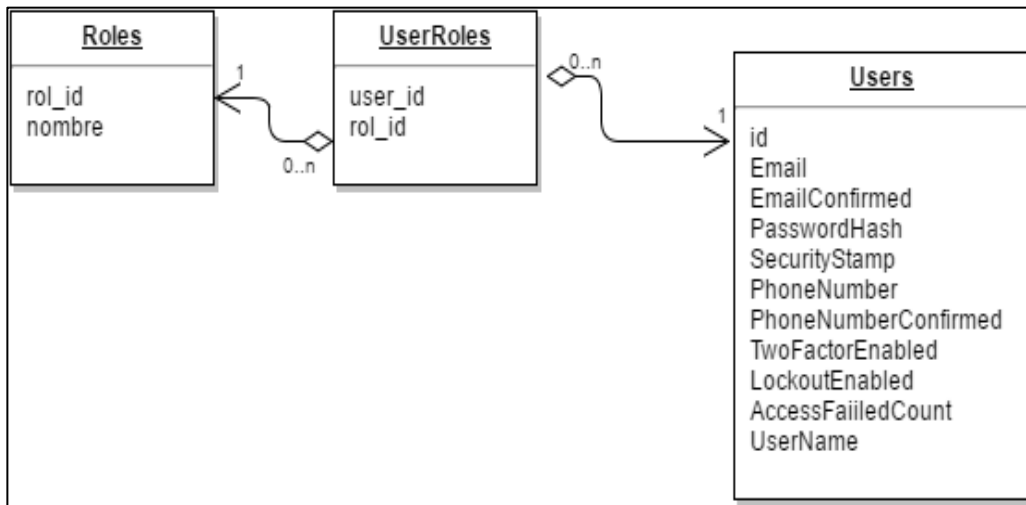 Roles
rol_id
nombre
1
0..n
UserRoles
user_id
rol_id
0..n
1
Users
id
Email
EmailConfirmed
PasswordHash
SecurityStamp
PhoneNumber
PhoneNumberConfirmed
TwoFactorEnabled
LockoutEnabled
AccessFaiiledCount
UserName